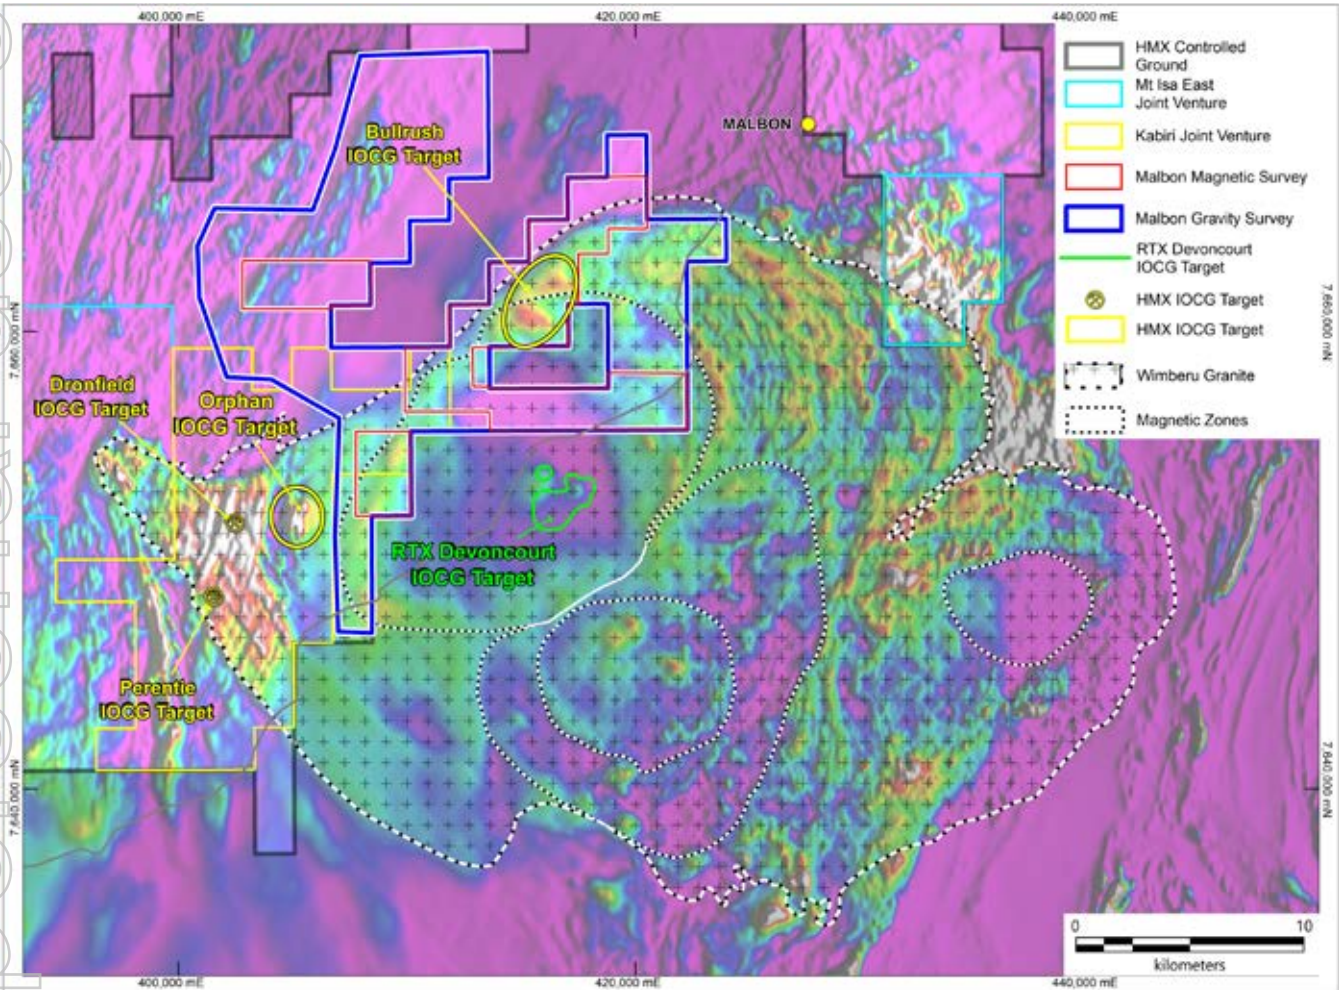 400,000 mE
420,000 mE
440,000 mE
HMX Controlled
Ground
Mt Isa East
Joint Venture
Kabiri Joint Venture
Malbon Magnetic Survey
Malbon Gravity Survey
RTX Devoncourt
IOCG Target
HMX IOCG Target
HMX IOCG Target
Wimberu Granite
Magnetic Zones
MALBON
Bullrush
IOCG Target
7,660,000 mN
7,660,000 mN
Dronfield
IOCG Target
Orphan
IOCG Target
RTX Devoncourt
IOCG Target
Perentie
IOCG Target
7,640,000 mN
7,640,000 mN
0
10
kilometers
400,000 mE
420,000 mE
440,000 mE